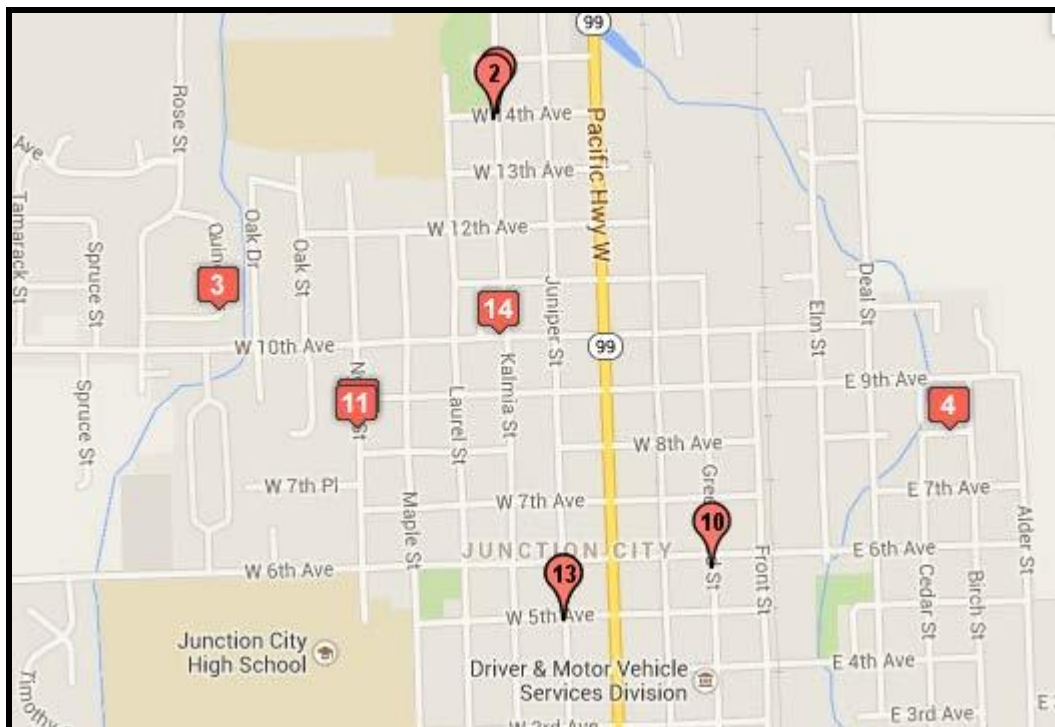 99
2
W 14th Ave
Rose St
Ave
Pacific Hwy W
W 13th Ave
Tamarack St
Spruce St
Oak Dr
Oak St
W 12th Ave
3
14
Juniper St
Deal St
Elm St
W 10th Ave
99
Kalmia St
Laurel St
E 9th Ave
11
4
Spruce St
W 8th Ave
W 7th Pl
W 7th Ave
E 7th Ave
Maple St
10
Alder St
JUNCTION CITY
E 6th Ave
W 6th Ave
13
Front St
Cedar St
Birch St
W 5th Ave
Junction City
High School
Driver & Motor Vehicle
Services Division
E 4th Ave
Timothy
W 3rd Ave
E 3rd Ave